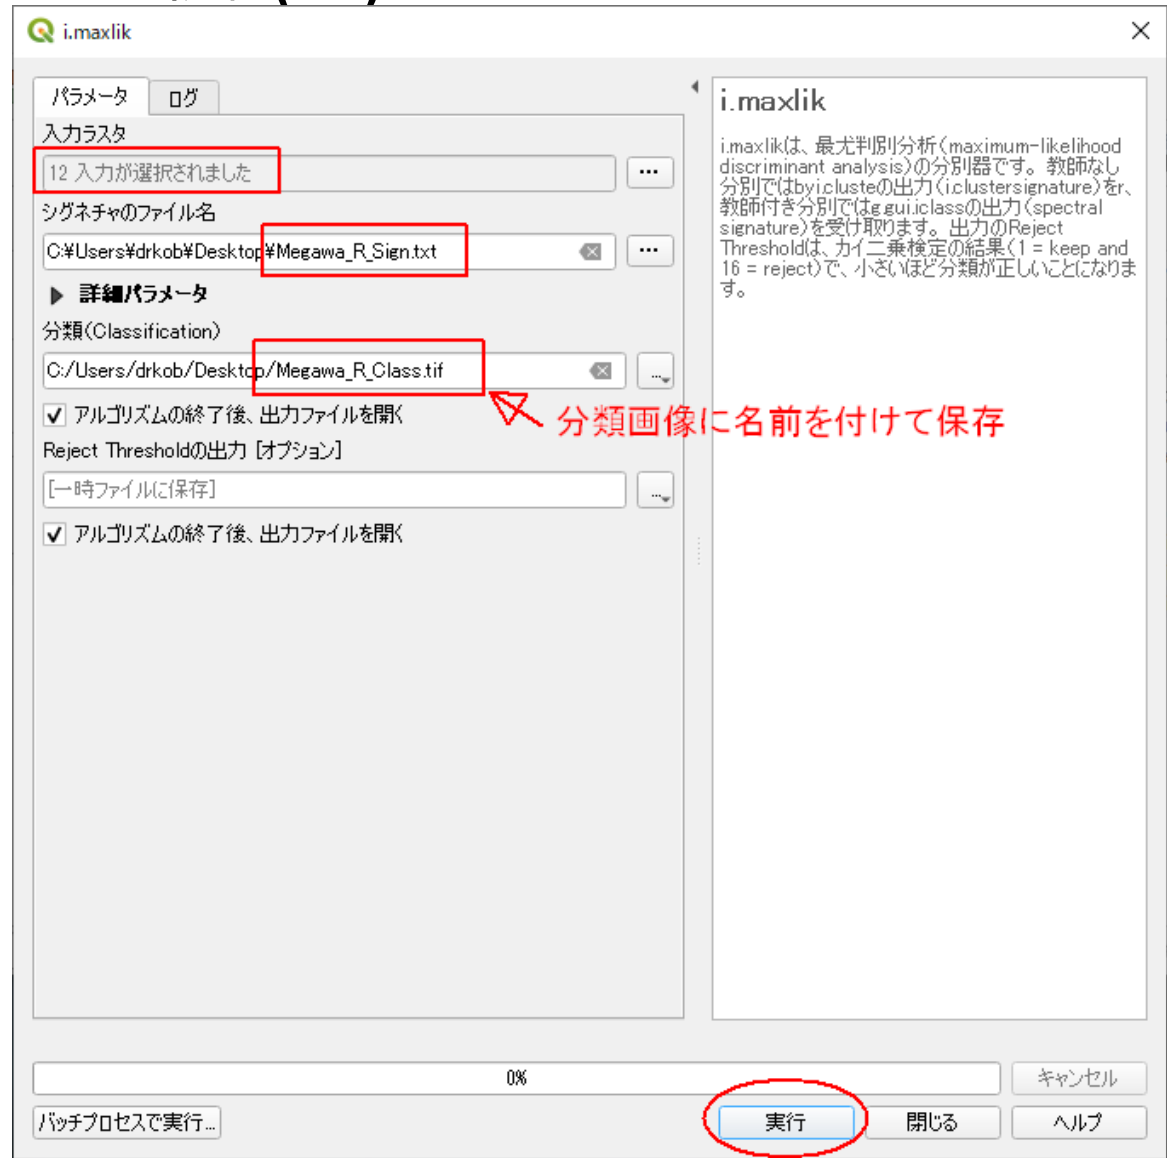 i.maxlik
パラメータ
ログ
入力ラスタ
12 入力が選択されました
...
シグネチャのファイル名
C:¥Users¥drkob¥Desktop¥Megawa_R_Sign.txt
...
▶ 詳細パラメータ
分類(Classification)
C:/Users/drkob/Desktop/Megawa_R_Class.tif
...
アルゴリズムの終了後、出力ファイルを開く
分類画像に名前を付けて保存
Reject Thresholdの出力 [オプション]
[一時ファイルに保存]
...
アルゴリズムの終了後、出力ファイルを開く
i.maxlik
i.maxlikは、最尤判別分析(maximum-likelihood
discriminant analysis)の分別器です。教師なし
分別ではbyi.clusteの出力(i.clustersignature)をr、
教師付き分別ではg.gui.iclassの出力(spectral
signature)を受け取ります。出力のReject
Thresholdは、カイ二乗検定の結果(1 = keep and
16 = reject)で、小さいほど分類が正しいことになりま
す。
0%
キャンセル
バッチプロセスで実行...
実行
閉じる
ヘルプ